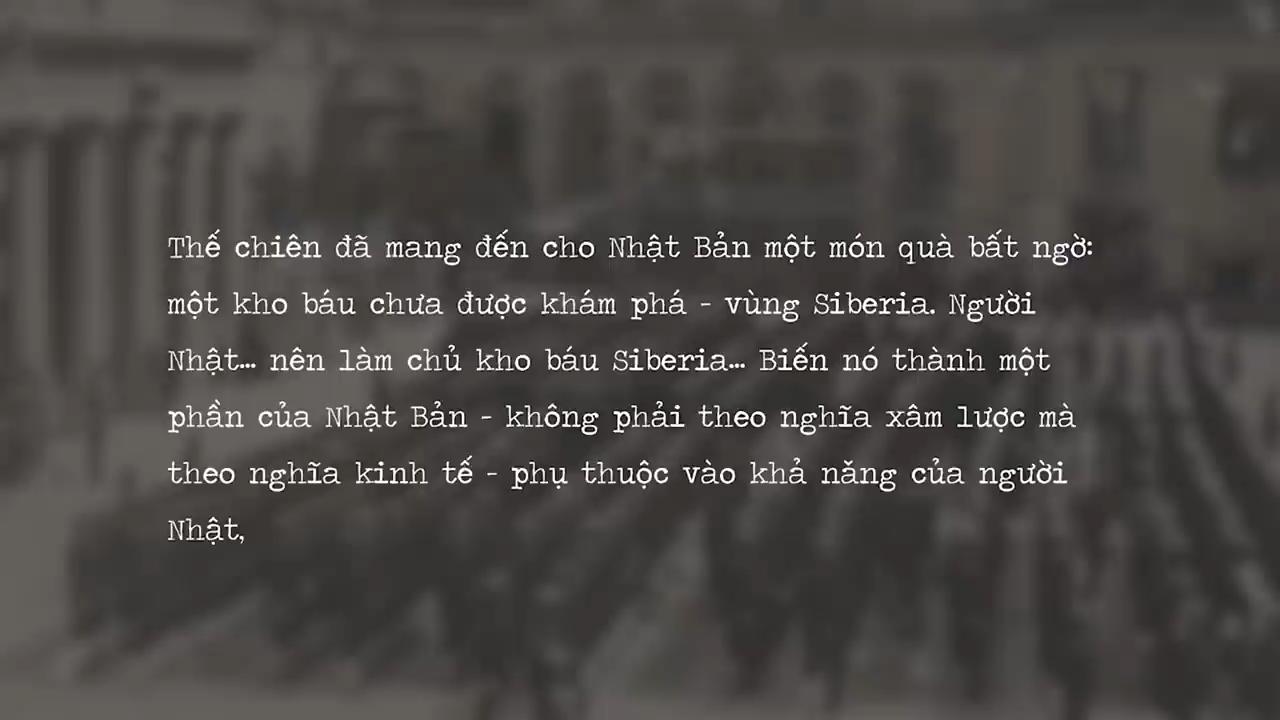 Thế chiên đã mang đến cho Nhật Bản một món quà bất ngờ:
một kho báu chưa được khám phá - vùng Siberia. Người
Nhật... nên làm chủ kho báu Siberia... Biến nó thành một
phần của Nhật Bản - không phải theo nghĩa xâm lược mà
theo nghĩa kinh tế - phụ thuộc vào khả năng của người
Nhật,